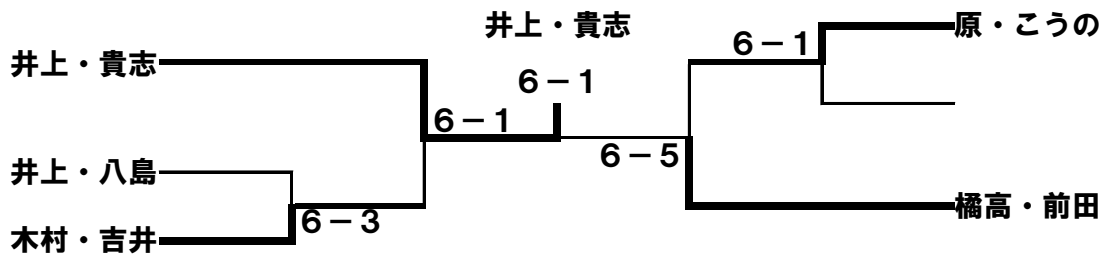 井上・貴志
原・こうの
6－1
井上・貴志
6－1
6－1
6－5
井上・八島
橘高・前田
6－3
木村・吉井